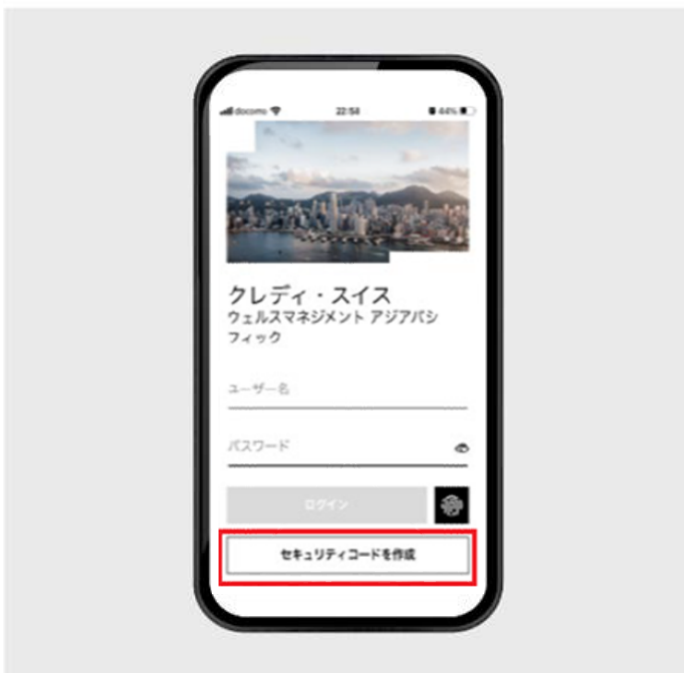 docomo 22:54 44%
クレディ・スイス
ウェルスマネジメント アジアパシ
フィック
ユーザー名
パスワード
ログイン
セキュリティコードを作成